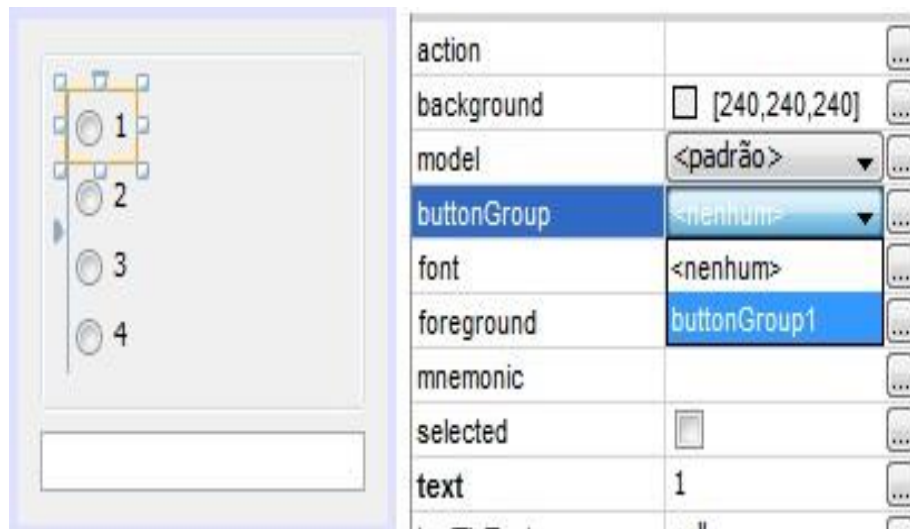 1
2
3
4
action
...
background [240,240,240] ...
model <padrão> ...
buttonGroup <nenhum> ...
font <nenhum> ...
foreground buttonGroup1 ...
mnemonic ...
selected ...
text 1 ...